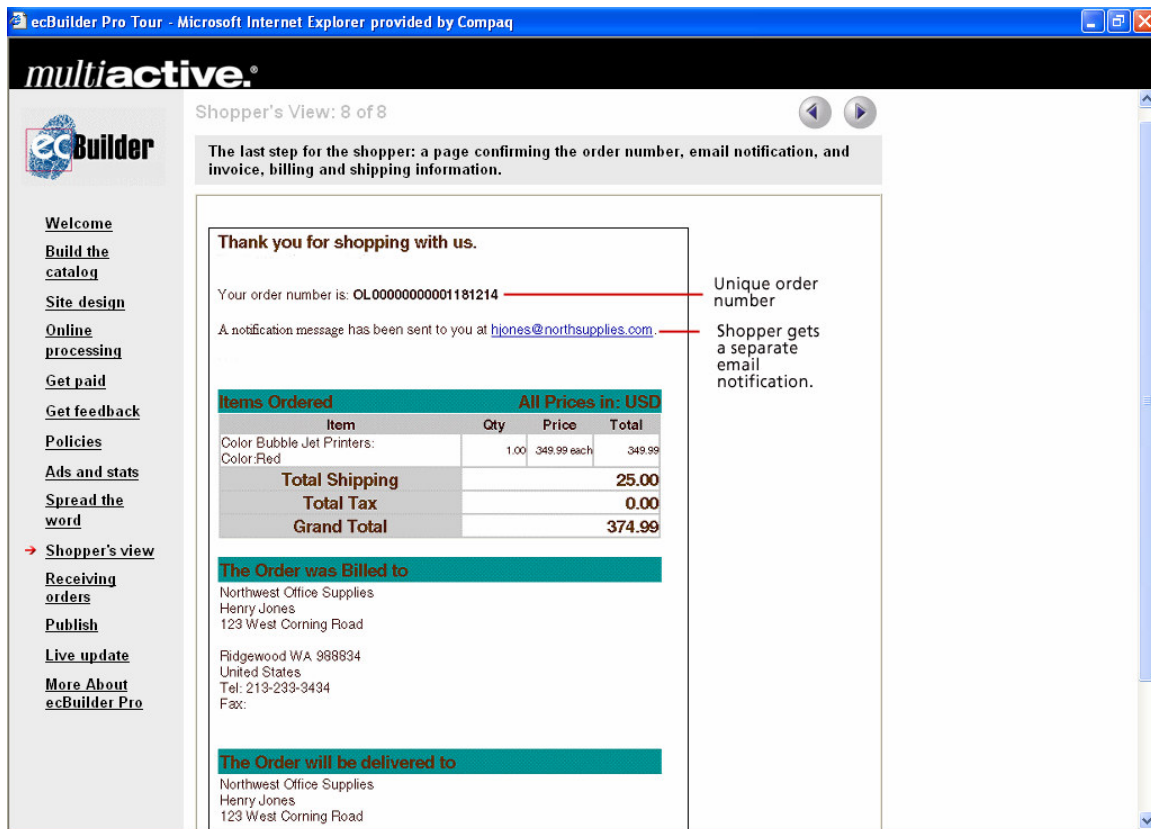 ecBuilder Pro Tour - Microsoft Internet Explorer provided by Compaq
multiactive.®
ecBuilder
Shopper's View: 8 of 8
The last step for the shopper: a page confirming the order number, email notification, and
invoice, billing and shipping information.
Welcome
Build the
catalog
Site design
Online
processing
Get paid
Get feedback
Policies
Ads and stats
Spread the
word
Shopper's view
Receiving
orders
Publish
Live update
More About
ecBuilder Pro
Thank you for shopping with us.
Your order number is: OL00000000001181214
Unique order
number
A notification message has been sent to you at hjones@northsupplies.com.
Shopper gets
a separate
email
notification.
Items Ordered All Prices in: USD
Item Qty Price Total
Color Bubble Jet Printers:
Color:Red 1.00 349.99 each 349.99
Total Shipping 25.00
Total Tax 0.00
Grand Total 374.99
The Order was Billed to
Northwest Office Supplies
Henry Jones
123 West Corning Road
Ridgewood WA 988834
United States
Tel: 213-233-3434
Fax:
The Order will be delivered to
Northwest Office Supplies
Henry Jones
123 West Corning Road